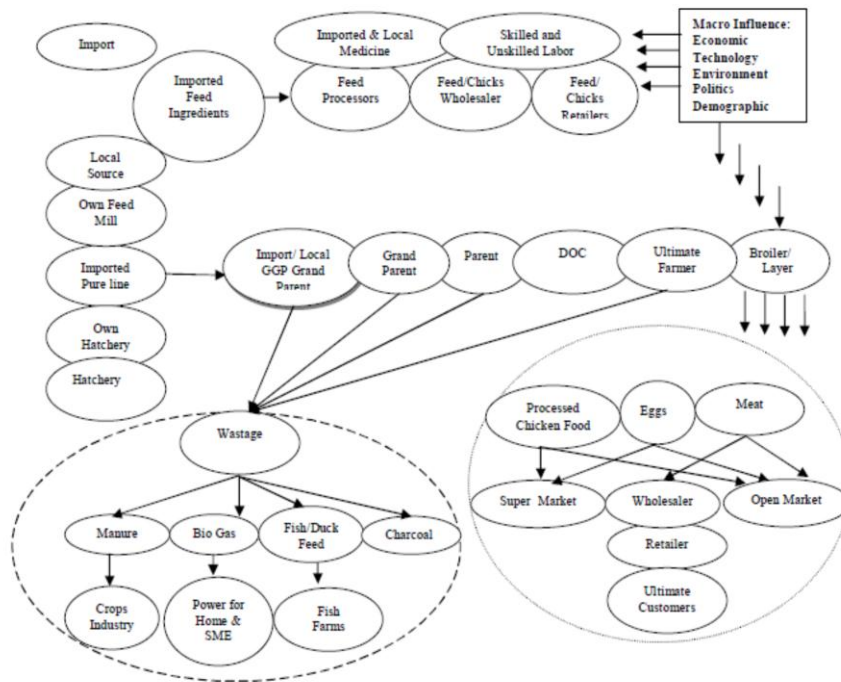 Import
Imported
Feed
Ingredients
Imported & Local
Medicine
Skilled and
Unskilled Labor
Feed
Processors
Feed/Chicks
Wholesaler
Feed/
Chicks
Retailers
Macro Influence:
Economic
Technology
Environment
Politics
Demographic
Local
Source
Own Feed
Mill
Imported
Pure line
Own
Hatchery
Hatchery
Import/ Local
GGP Grand
Parent
Grand
Parent
Parent
DOC
Ultimate
Farmer
Broiler/
Layer
Wastage
Manure
Bio Gas
Fish/Duck
Feed
Charcoal
Crops
Industry
Power for
Home &
SME
Fish
Farms
Processed
Chicken Food
Eggs
Meat
Super Market
Wholesaler
Open Market
Retailer
Ultimate
Customers